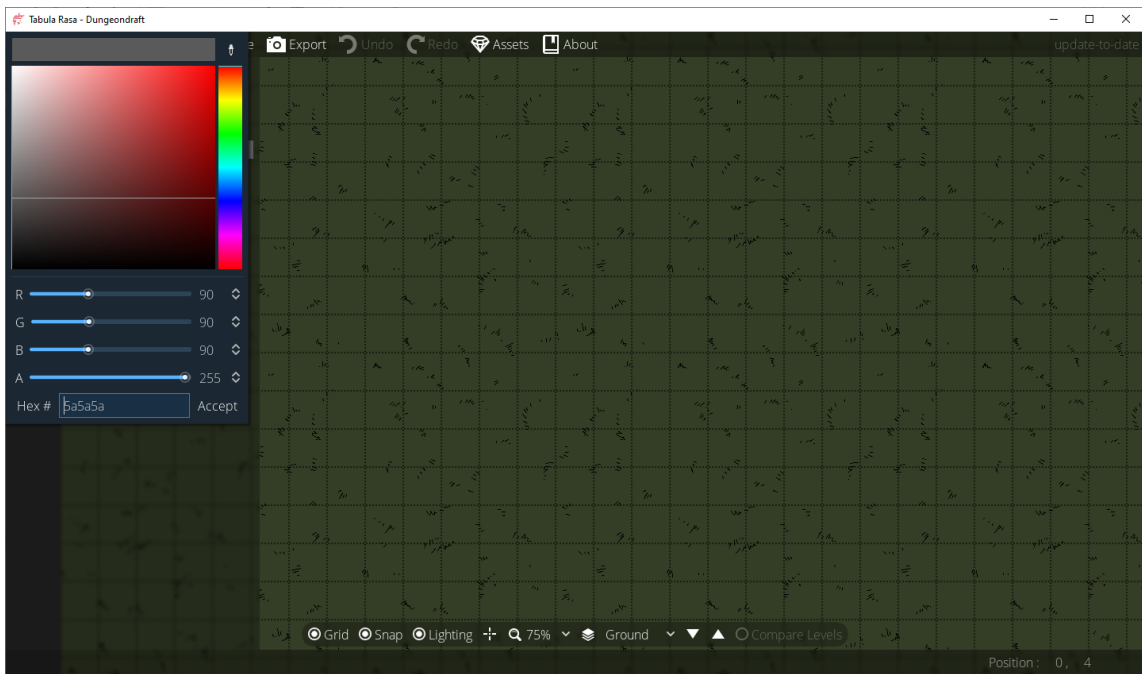 Tabula Rasa - Dungeondraft
Export Undo Redo Assets About update-to-date
R 90
G 90
B 90
A 255
Hex # 5a5a5a Accept
Grid Snap Lighting 75% Ground Compare Levels
Position : 0, 4